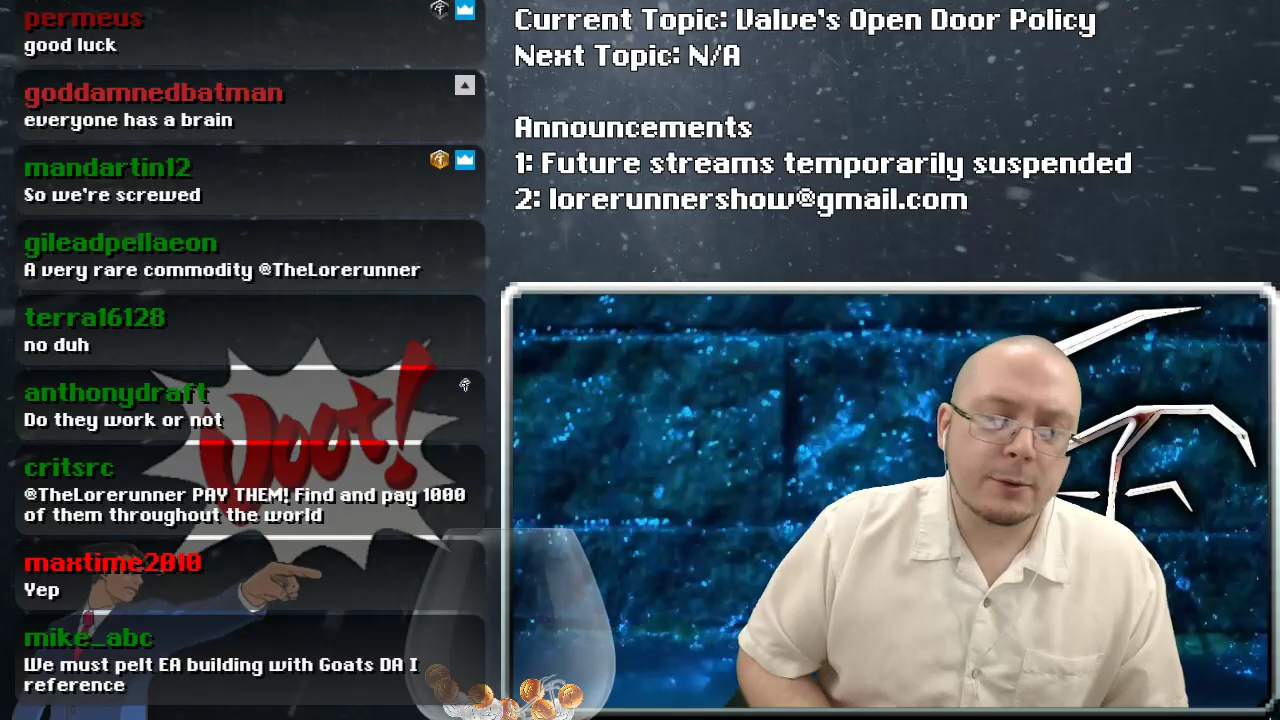 permeus
good luck
goddamnedbatman
everyone has a brain
mandartin12
So we're screwed
gileadpellaeon
A very rare commodity @TheLorerunner
terra16128
no duh
anthonydraft
Do they work or not
critsrc
@TheLorerunner PAY THEM! Find and pay 1000
of them throughout the world
maxtime2010
Yep
mike_abc
We must pelt EA building with Goats DA I
reference
Voot!
Current Topic: Valve's Open Door Policy
Next Topic: N/A
Announcements
1: Future streams temporarily suspended
2: lorerunnershow@gmail.com